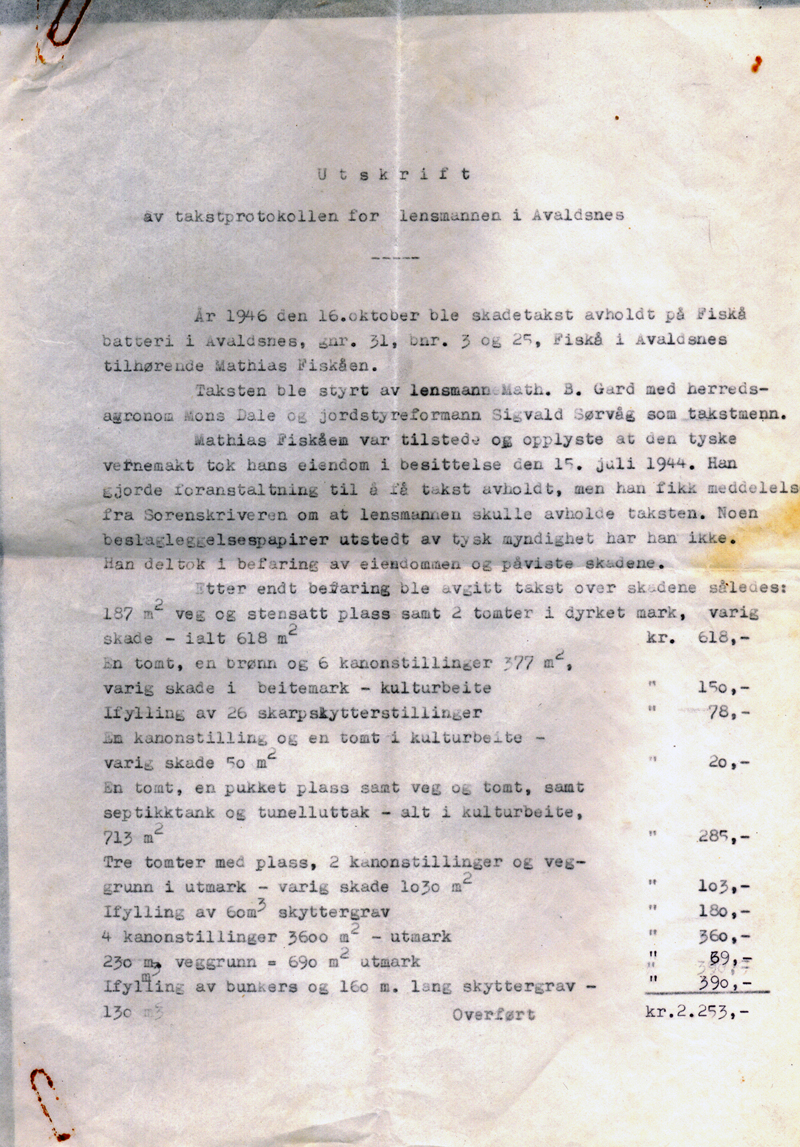 Utskrift
av takstprotokollen for lensmannen i Avaldsnes
-----
År 1946 den 16.oktober ble skadetakst avholdt på Fiskå
batteri i Avaldsnes, gnr. 31, bnr. 3 og 25, Fiskå i Avaldsnes
tilhørende Mathias Fiskåen.
Taksten ble styrt av lensmann Math. B. Gard med herreds-
agronom Mons Dale og jordstyreformann Sigvald Sørvåg som takstmenn.
Mathias Fiskåem var tilstede og opplyste at den tyske
vernemakt tok hans eiendom i besittelse den 15. juli 1944. Han
gjorde foranstaltning til å få takst avholdt, men han fikk meddelels
fra Sorenskriveren om at lensmannen skulle avholde taksten. Noen
beslagleggelsespapirer utstedt av tysk myndighet har han ikke.
Han deltok i befaring av eiendommen og påviste skadene.
Etter endt befaring ble avgitt takst over skadene således:
187 m2 veg og stensatt plass samt 2 tomter i dyrket mark, varig
skade - ialt 618 m2 kr. 618,-
En tomt, en brønn og 6 kanonstillinger 377 m2,
varig skade i beitemark - kulturbeite " 150,-
Ifylling av 26 skarpskytterstillinger " 78,-
Em kanonstilling og en tomt i kulturbeite -
varig skade 50 m2 " 20,-
En tomt, en pukket plass samt veg og tomt, samt
septikktank og tunelluttak - alt i kulturbeite,
713 m2 " 285,-
Tre tomter med plass, 2 kanonstillinger og veg-
grunn i utmark - varig skade 1030 m2 " 103,-
Ifylling av 60m3 skyttergrav " 180,-
4 kanonstillinger 3600 m2 - utmark " 360,-
230 m, veggrunn = 690 m2 utmark " 59,-
Ifylling av bunkers og 160 m. lang skyttergrav - " 390,-
130 m3 Overført kr.2.253,-